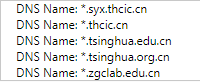 DNS Name: *.syx.thcic.cn
DNS Name: *.thcic.cn
DNS Name: *.tsinghua.edu.cn
DNS Name: *.tsinghua.org.cn
DNS Name: *.zgclab.edu.cn